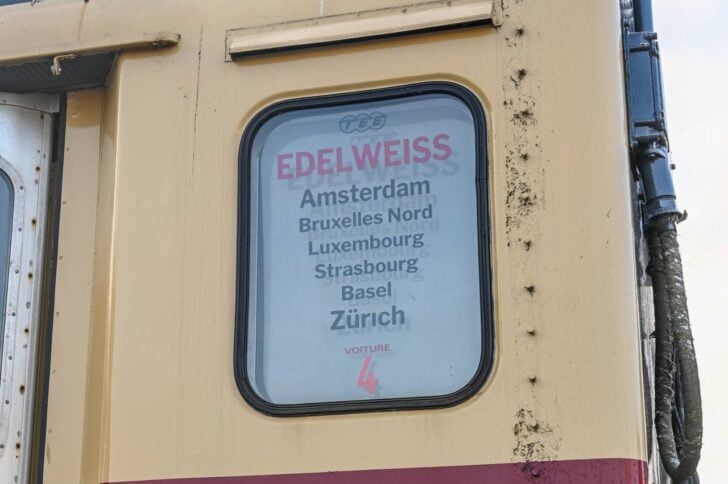 TEE
EDELWEISS
Amsterdam
Bruxelles Nord
Luxembourg
Strasbourg
Basel
Zürich
VOITURE
4